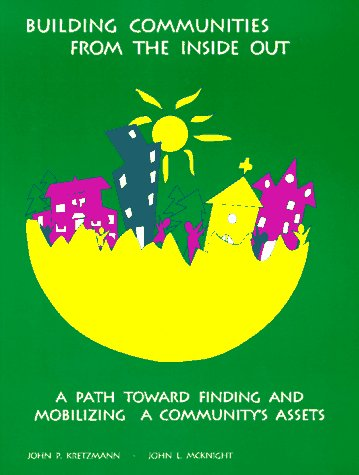 BUILDING COMMUNITIES
FROM THE INSIDE OUT
A PATH TOWARD FINDING AND
MOBILIZING A COMMUNITY'S ASSETS
JOHN P. KRETZMANN · JOHN L. MCKNIGHT